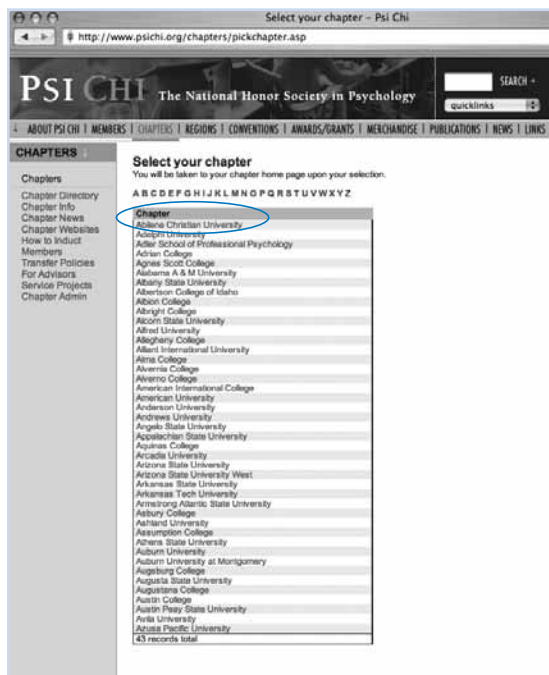 Select your chapter – Psi Chi
http://www.psichi.org/chapters/pickchapter.asp
PSI CHI The National Honor Society in Psychology
SEARCH
quicklinks
ABOUT PSI CHI | MEMBERS | CHAPTERS | REGIONS | CONVENTIONS | AWARDS/GRANTS | MERCHANDISE | PUBLICATIONS | NEWS | LINKS
CHAPTERS
Chapters
Chapter Directory
Chapter Info
Chapter News
Chapter Websites
How to Induct
Members
Transfer Policies
For Advisors
Service Projects
Chapter Admin
Select your chapter
You will be taken to your chapter home page upon your selection.
A B C D E F G H I J K L M N O P Q R S T U V W X Y Z
Chapter
Abilene Christian University
Adelphi University
Adler School of Professional Psychology
Adrian College
Agnes Scott College
Alabama A & M University
Albany State University
Albertson College of Idaho
Albion College
Albright College
Alcorn State University
Alfred University
Allegheny College
Alliant International University
Alma College
Alvernia College
Alverno College
American International College
American University
Anderson University
Andrews University
Angelo State University
Appalachian State University
Aquinas College
Arcadia University
Arizona State University
Arizona State University West
Arkansas State University
Arkansas Tech University
Armstrong Atlantic State University
Asbury College
Ashland University
Assumption College
Athens State University
Auburn University
Auburn University at Montgomery
Augsburg College
Augusta State University
Augustana College
Austin College
Austin Peay State University
Avila University
Azusa Pacific University
43 records total